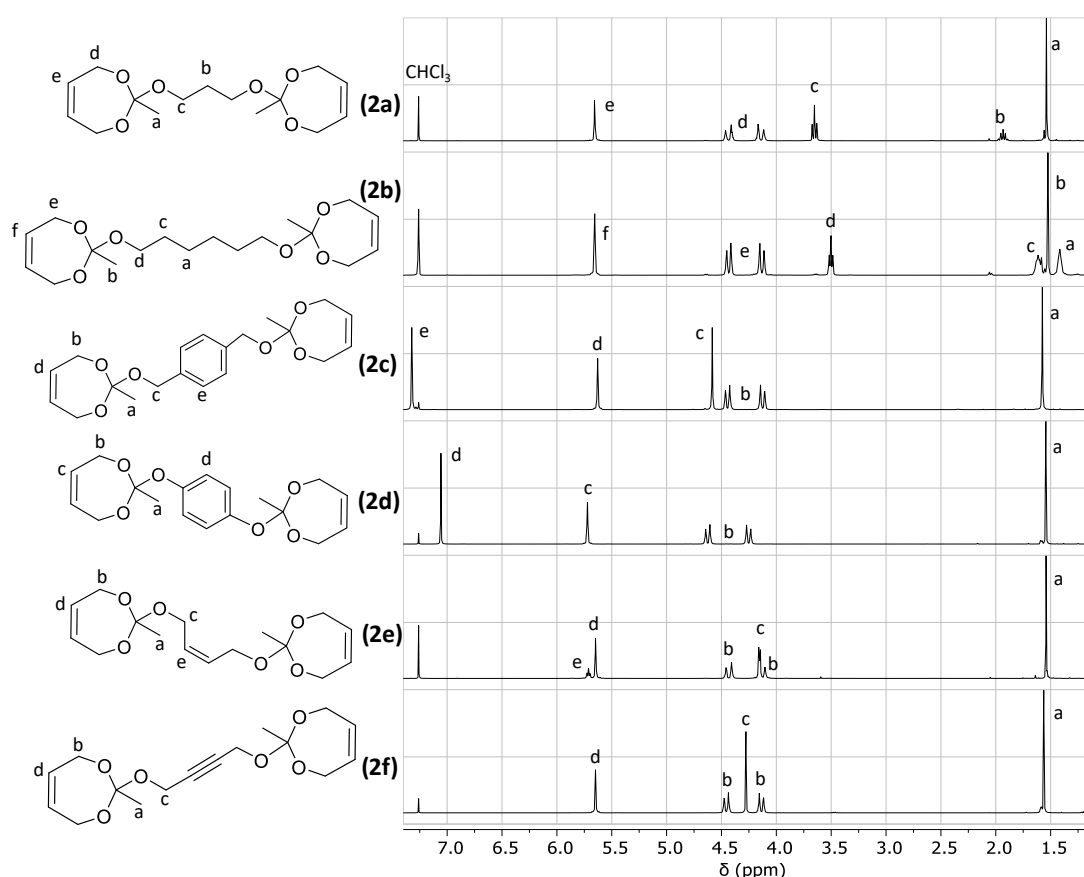 d O b O O
e O O (2a)
O a c O
CHCl₃ e d c b a
(2b)
e O c O
f O O
O b d a O O
f e d c b a
b O O
d O O (2c)
O a c e O O
e d c b a
b O d O
c O (2d)
O a O O O
d c b a
b O O
d O c O (2e)
O a e O O
e d b c b a
b O O
d O O (2f)
O a c O O
d b c b a
7.0 6.5 6.0 5.5 5.0 4.5 4.0 3.5 3.0 2.5 2.0 1.5
δ (ppm)